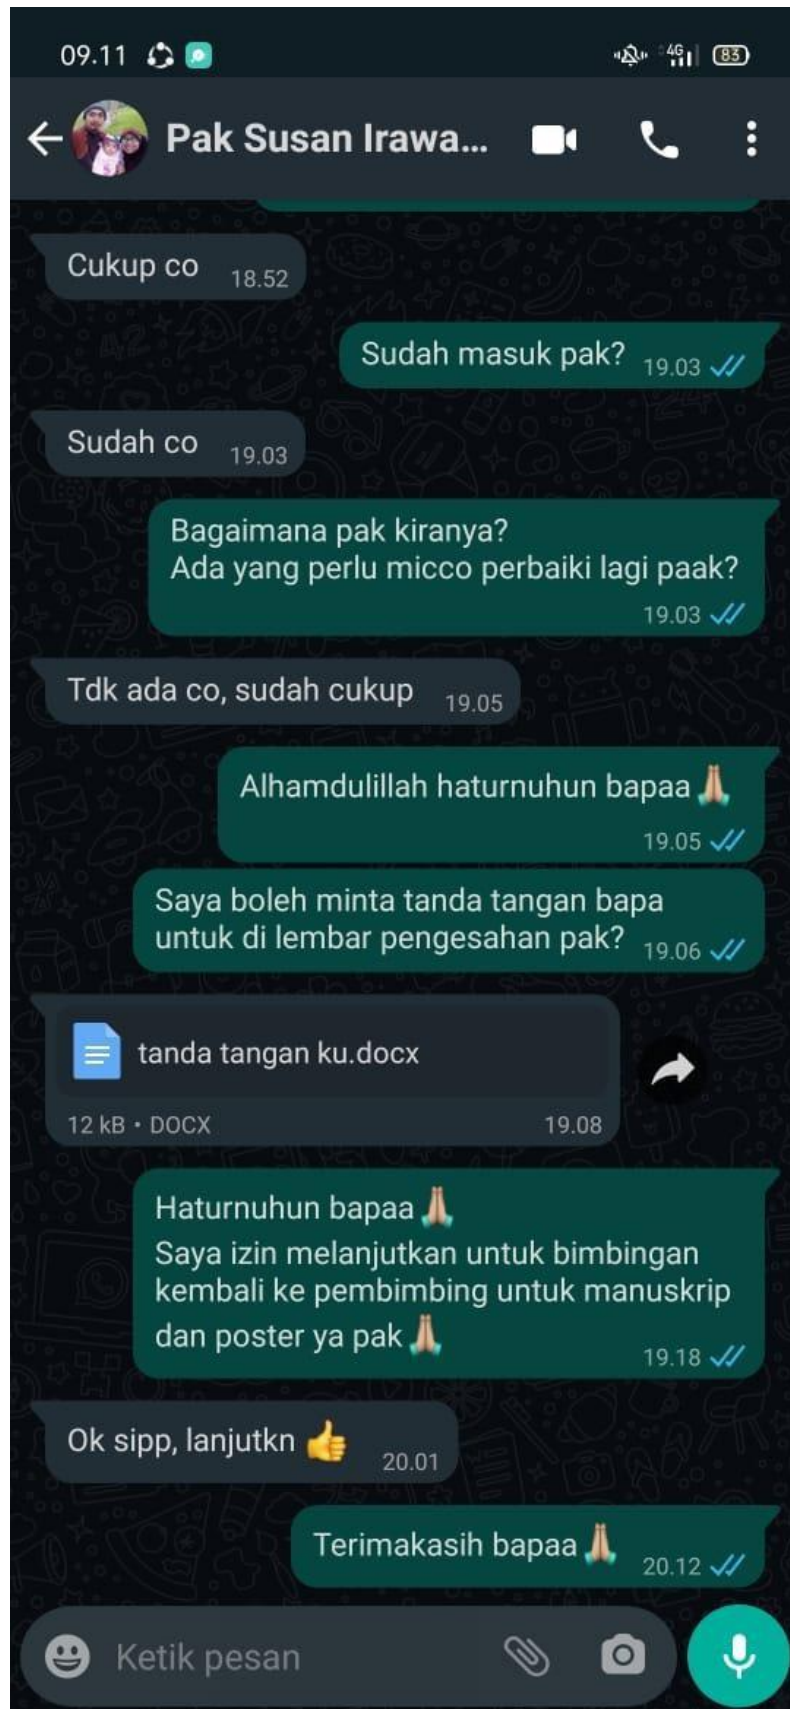 09.11 4G 83
Pak Susan Irawa...
Cukup co 18.52
Sudah masuk pak? 19.03
Sudah co 19.03
Bagaimana pak kiranya?
Ada yang perlu micco perbaiki lagi paak?
19.03
Tdk ada co, sudah cukup 19.05
Alhamdulillah haturnuhun bapaa 🙏
19.05
Saya boleh minta tanda tangan bapa
untuk di lembar pengesahan pak? 19.06
tanda tangan ku.docx
12 kB • DOCX 19.08
Haturnuhun bapaa 🙏
Saya izin melanjutkan untuk bimbingan
kembali ke pembimbing untuk manuskrip
dan poster ya pak 🙏
19.18
Ok sipp, lanjutkn 👍 20.01
Terimakasih bapaa 🙏 20.12
Ketik pesan